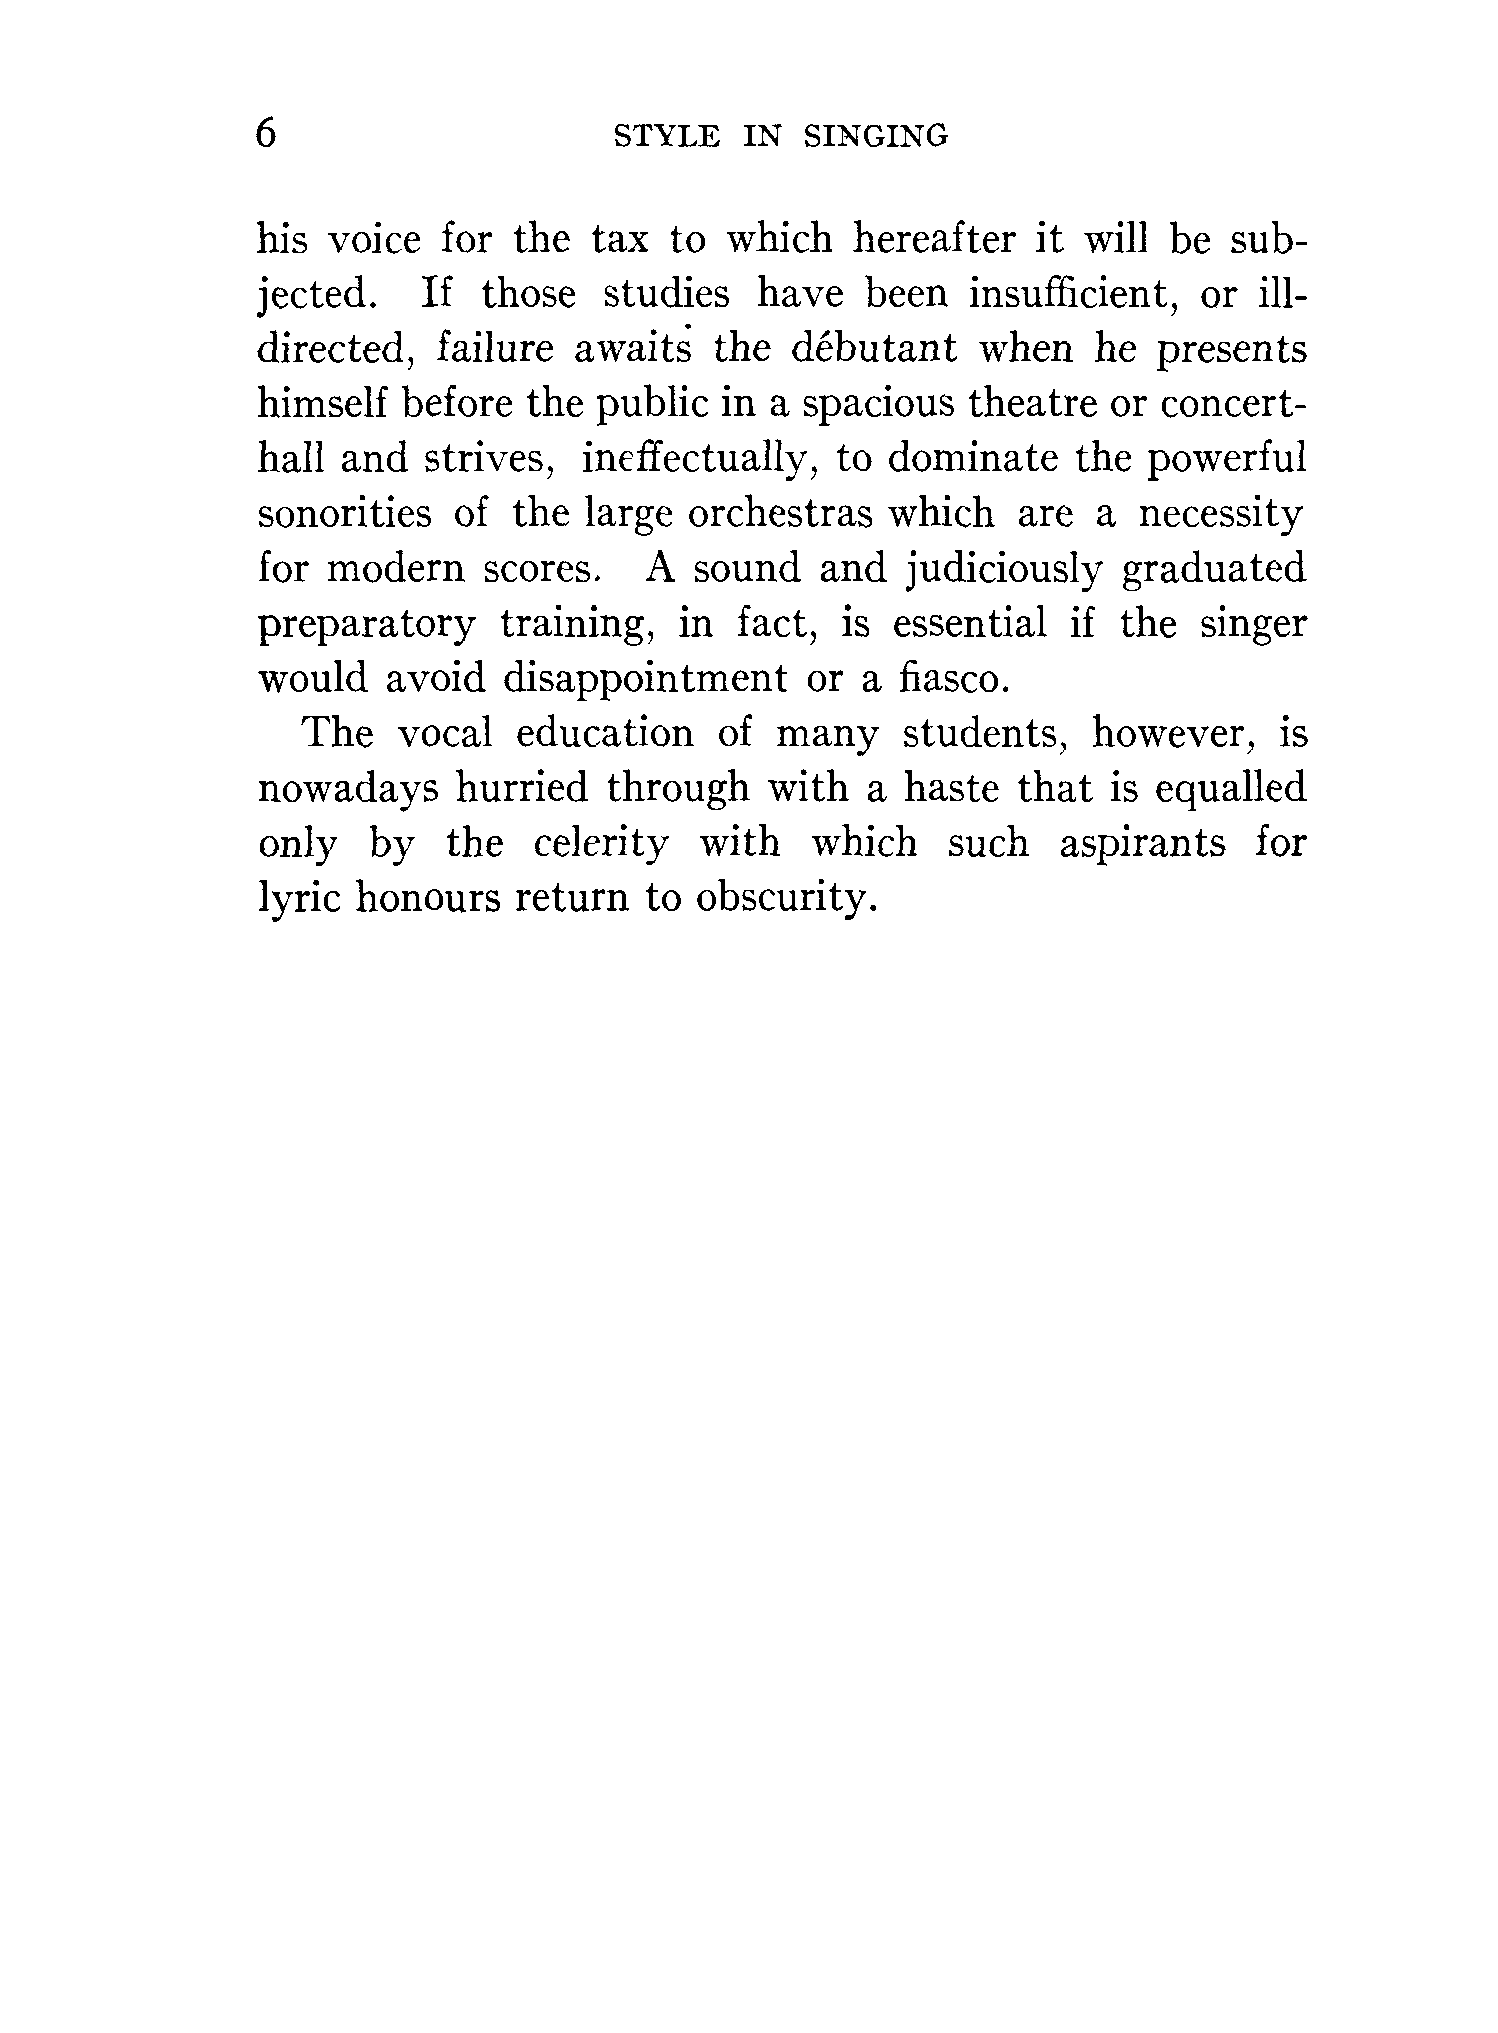 6 STYLE IN SINGING
his voice for the tax to which hereafter it will be sub-
jected. If those studies have been insufficient, or ill-
directed, failure awaits the débutant when he presents
himself before the public in a spacious theatre or concert-
hall and strives, ineffectually, to dominate the powerful
sonorities of the large orchestras which are a necessity
for modern scores. A sound and judiciously graduated
preparatory training, in fact, is essential if the singer
would avoid disappointment or a fiasco.
The vocal education of many students, however, is
nowadays hurried through with a haste that is equalled
only by the celerity with which such aspirants for
lyric honours return to obscurity.